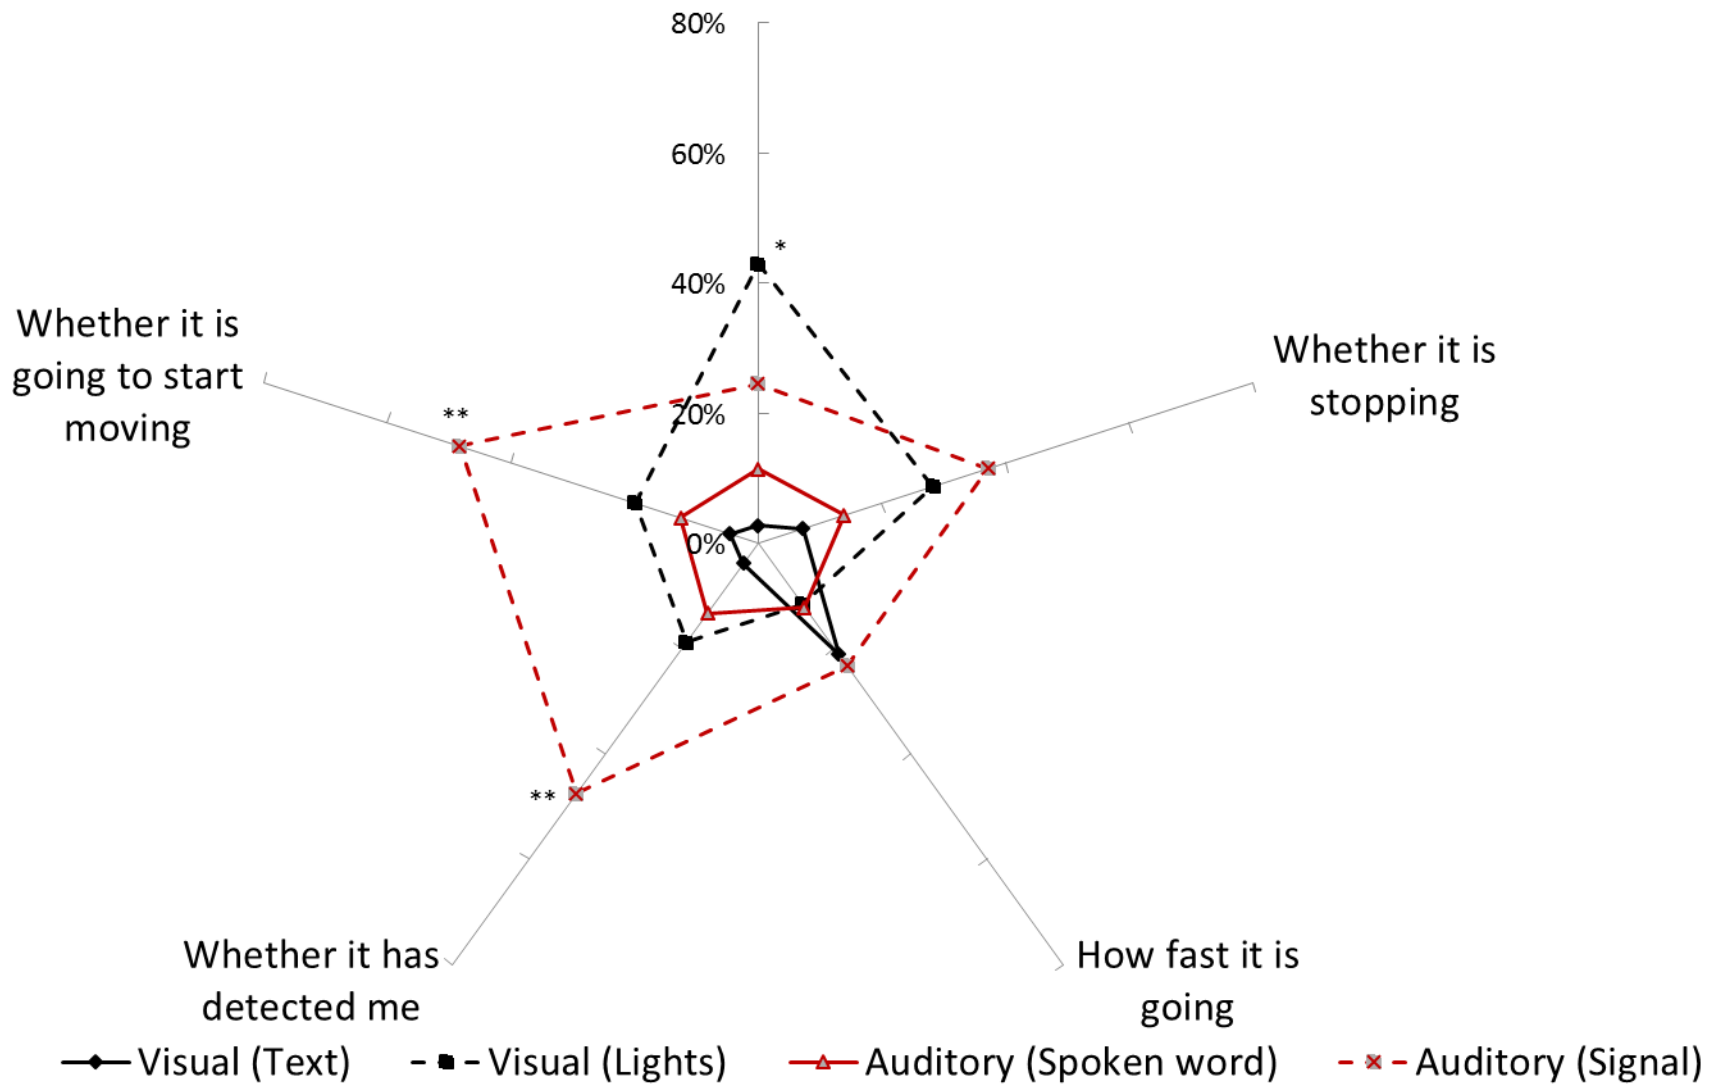 80%
60%
*
40%
Whether it is
going to start
moving
Whether it is
stopping
**
20%
0%
**
Whether it has
detected me
How fast it is
going
Visual (Text)
Visual (Lights)
Auditory (Spoken word)
Auditory (Signal)